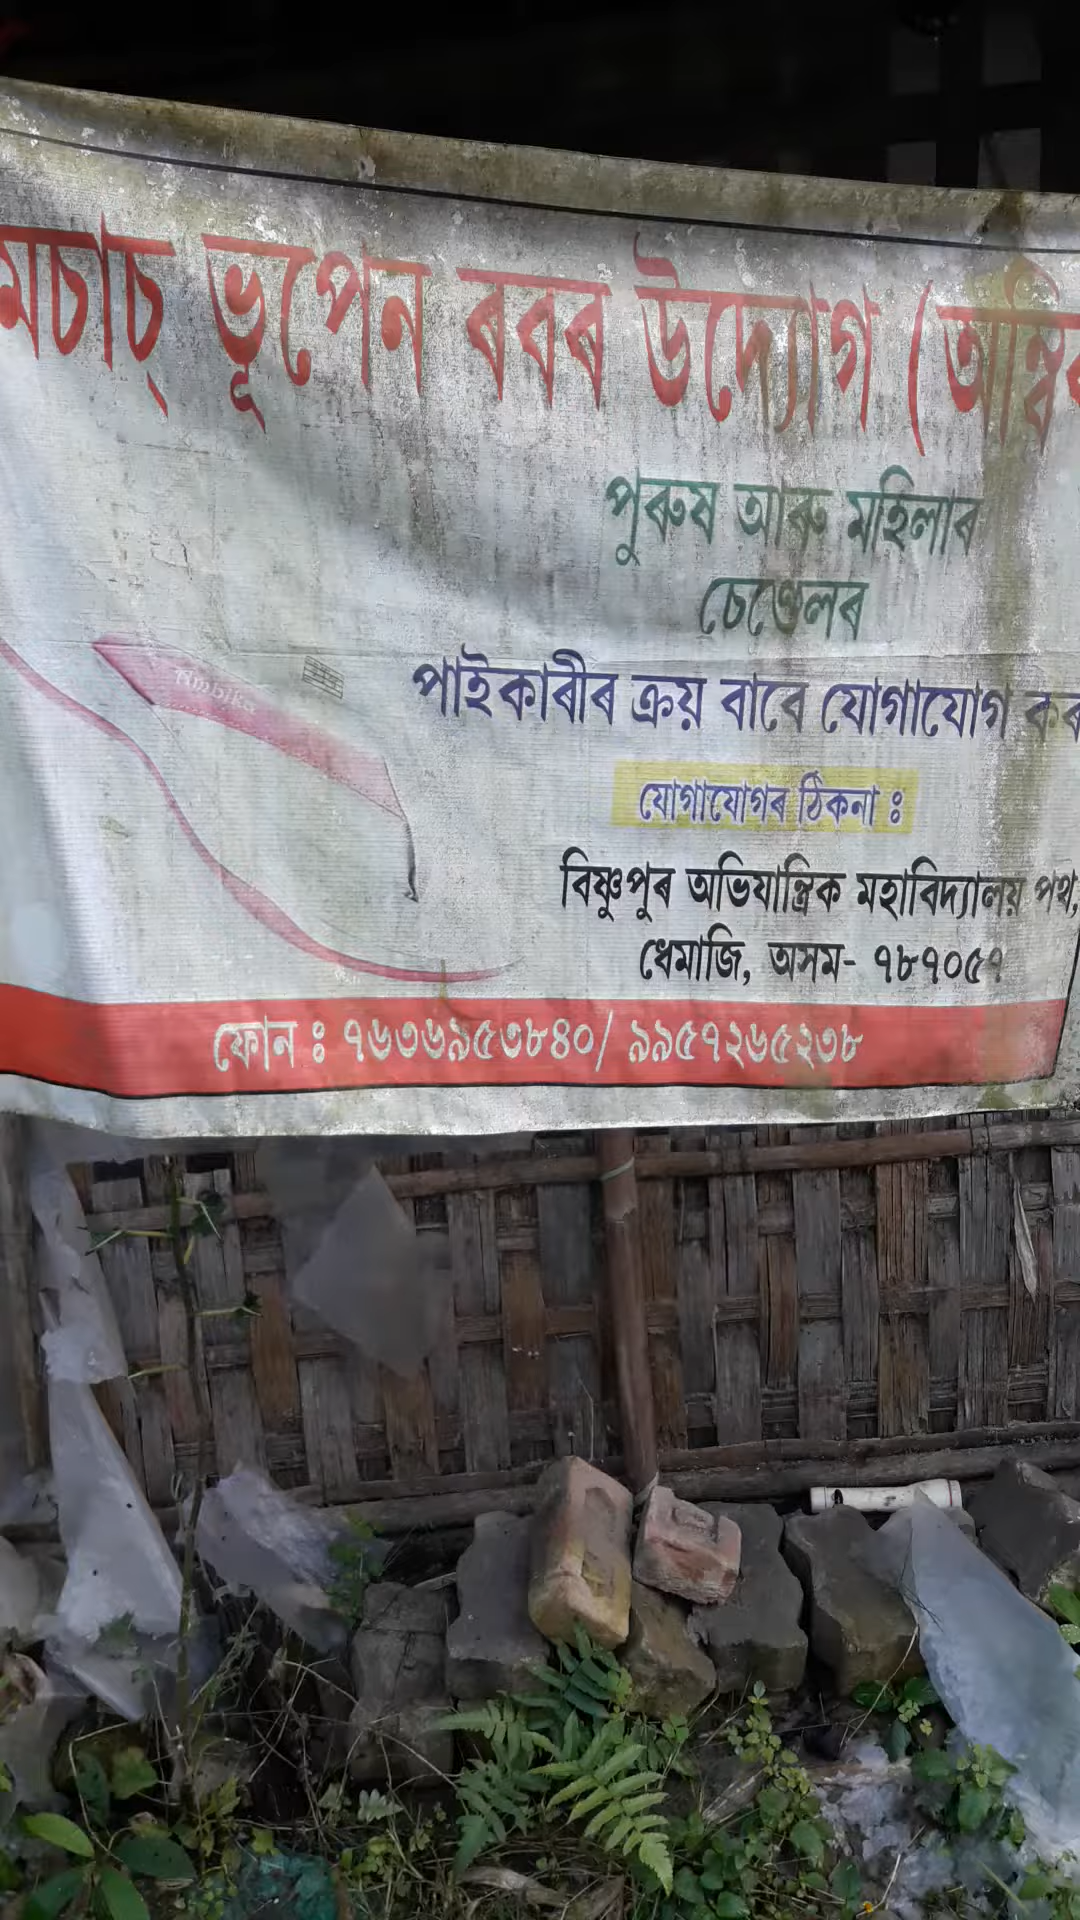 মচাচ্ ভূপেন ৰবৰ উদ্যোগ (অম্বি
পুৰুষ আৰু মহিলাৰ
চেণ্ডেলৰ
Ambika
পাইকাৰীৰ ক্ৰয় বাবে যোগাযোগ কৰ
যোগাযোগৰ ঠিকনা :
বিষ্ণুপুৰ অভিযান্ত্ৰিক মহাবিদ্যালয় পথ,
ধেমাজি, অসম- ৭৮৭০৫৭
ফোন : ৭৬৩৬৯৫৩৮৪০/ ৯৯৫৭২৬৫২৩৮